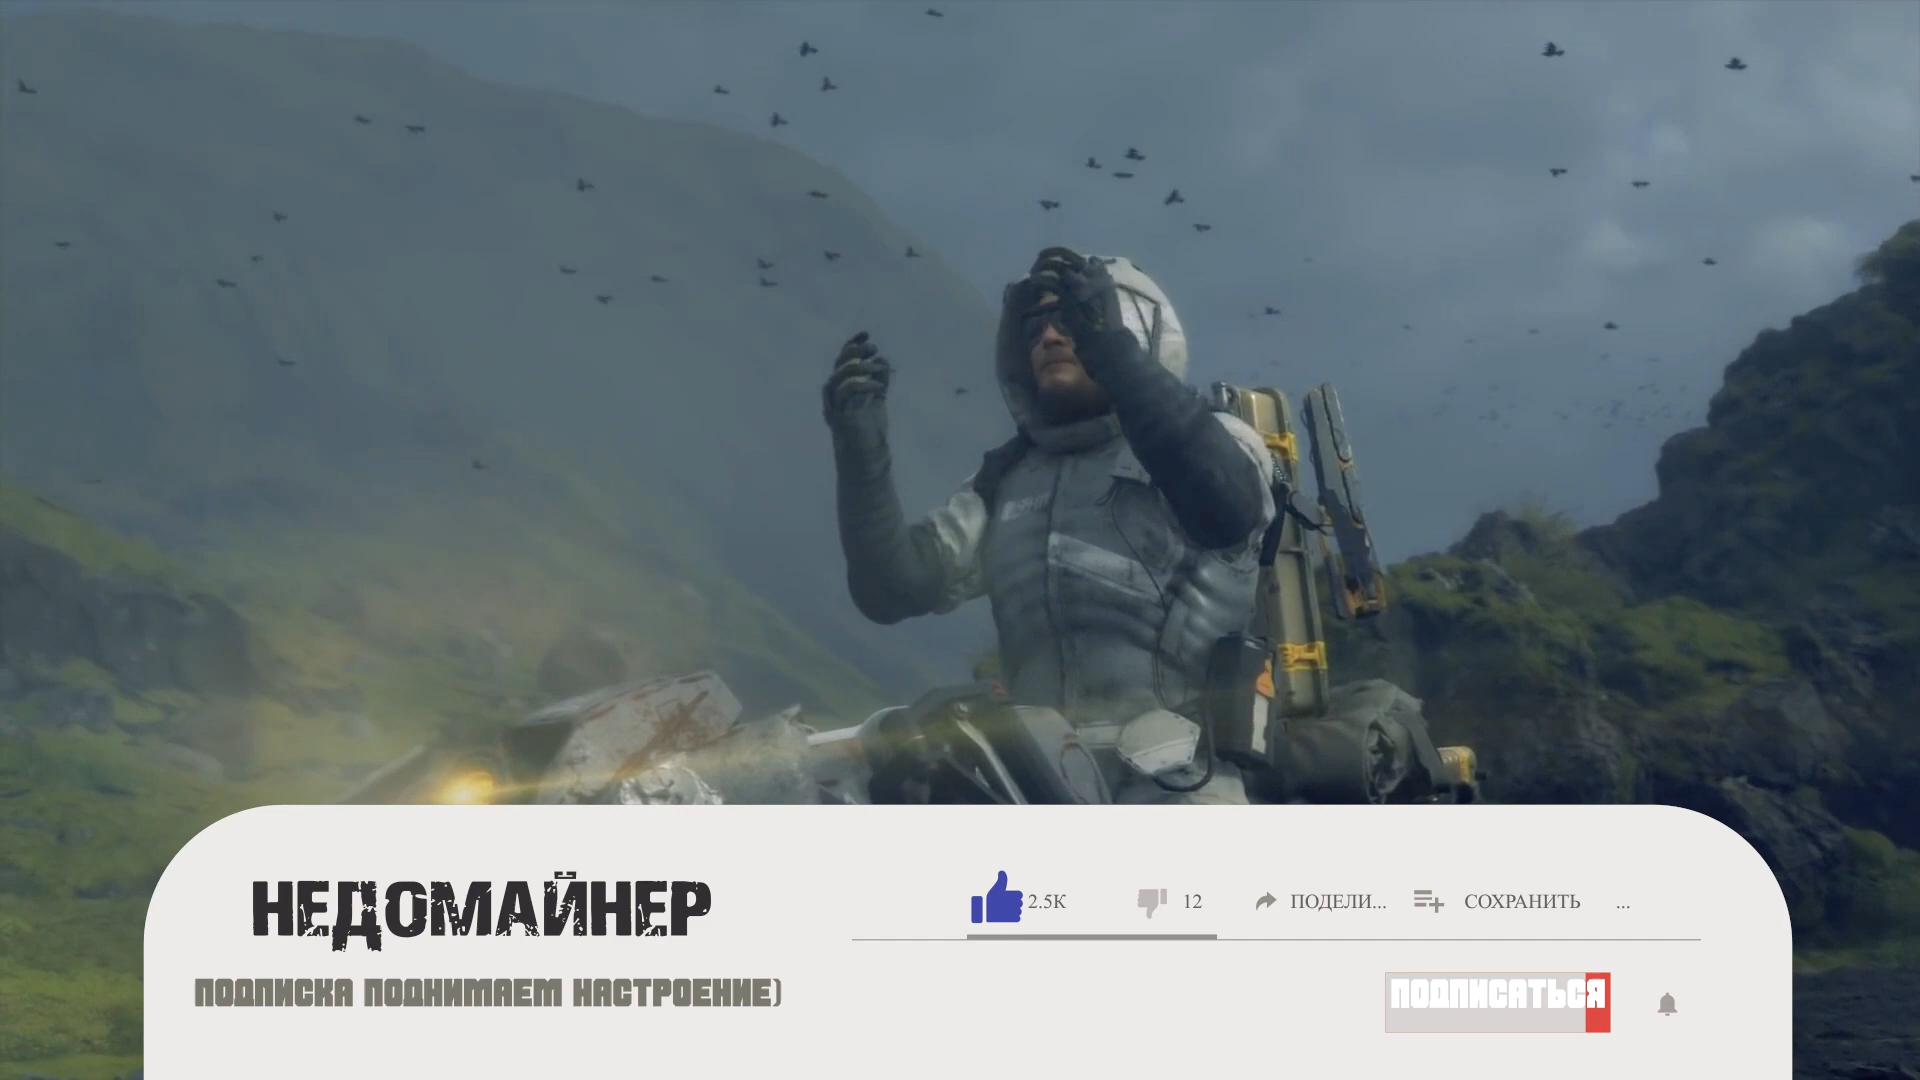 НЕДОМАЙНЕР
2.5K 12 ПОДЕЛИ... СОХРАНИТЬ ...
ПОДПИСКА ПОДНИМАЕМ НАСТРОЕНИЕ)
ПОДПИСАТЬСЯ